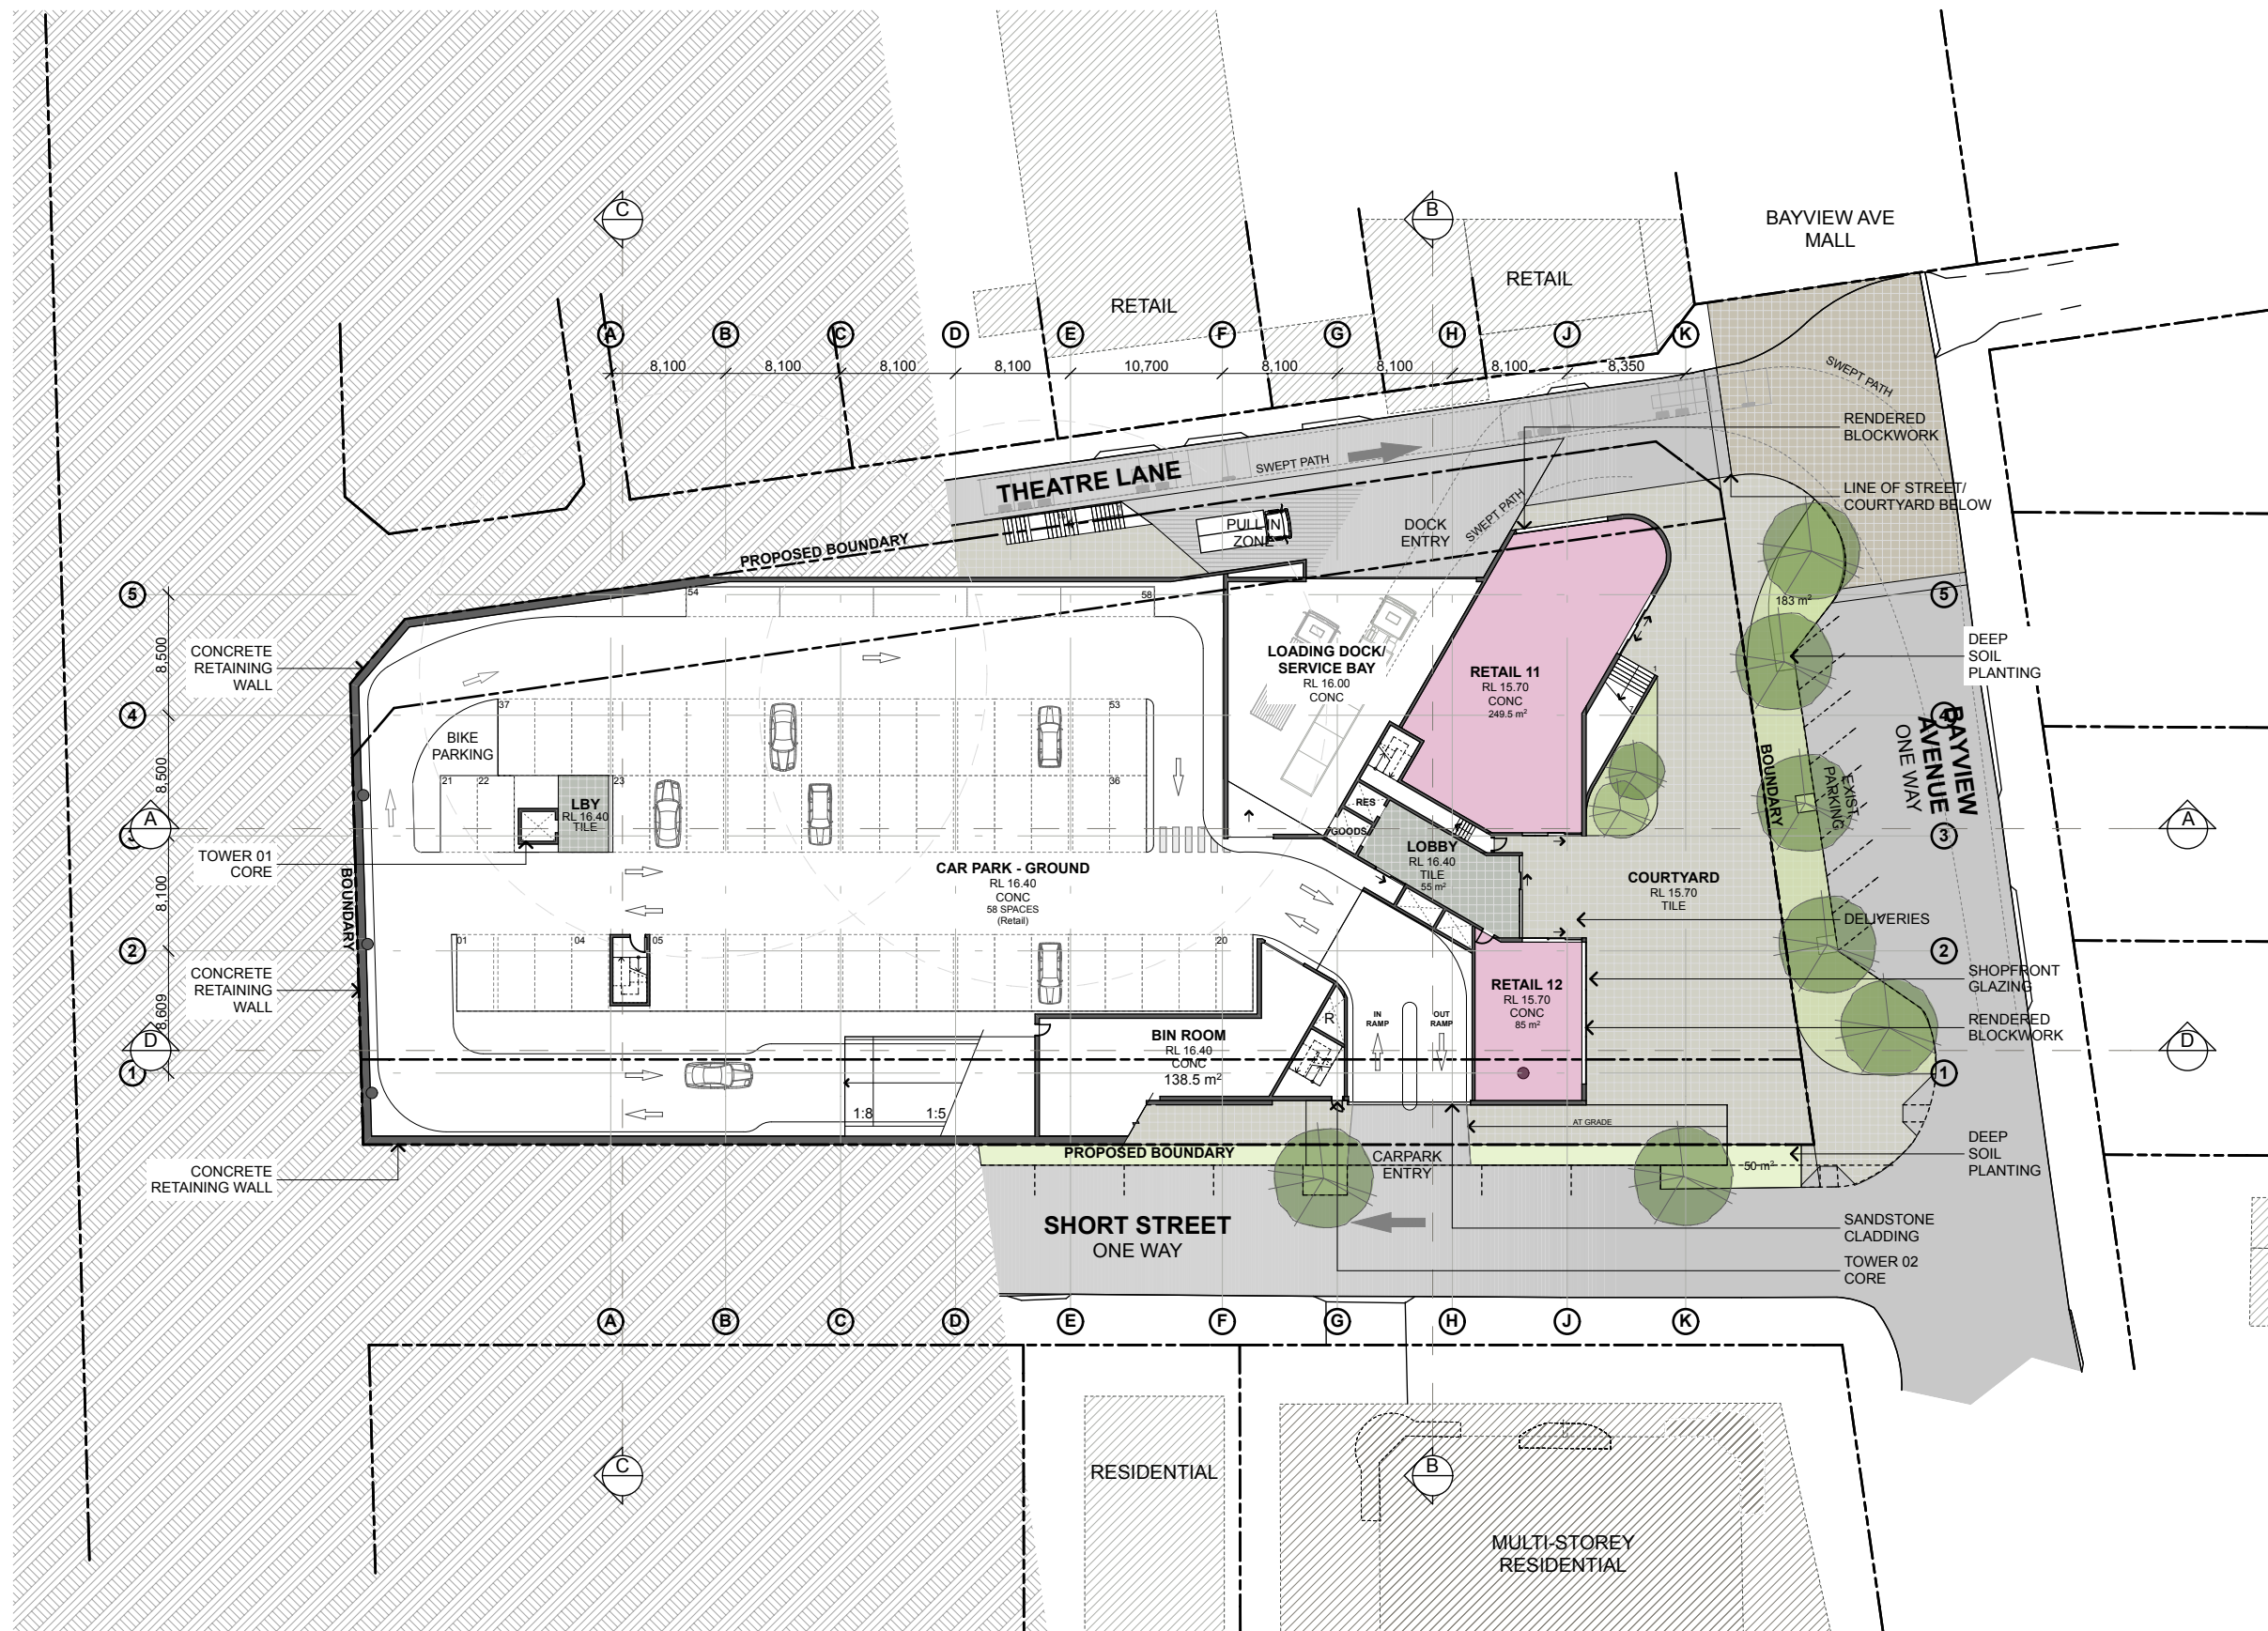 C
B
BAYVIEW AVE
MALL
RETAIL
RETAIL
A
B
C
D
E
F
G
H
J
K
8,100
8,100
8,100
8,100
10,700
8,100
8,100
8,100
8,350
SWEPT PATH
RENDERED
BLOCKWORK
THEATRE LANE
SWEPT PATH
LINE OF STREET/
COURTYARD BELOW
PULL IN
ZONE
DOCK
ENTRY
SWEPT PATH
PROPOSED BOUNDARY
5
5
54
58
183 m²
8,500
CONCRETE
RETAINING
WALL
LOADING DOCK/
SERVICE BAY
RL 16.00
CONC
RETAIL 11
RL 15.70
CONC
249.5 m²
1
7
DEEP
SOIL
PLANTING
4
4
37
53
BIKE
PARKING
BAYVIEW
AVENUE
ONE WAY
BOUNDARY
EXIST.
PARKING
8,500
21
22
23
36
LBY
RL 16.40
TILE
RES
GOODS
A
3
3
A
TOWER 01
CORE
LOBBY
RL 16.40
TILE
55 m²
CAR PARK - GROUND
RL 16.40
CONC
58 SPACES
(Retail)
COURTYARD
RL 15.70
TILE
BOUNDARY
8,100
DELIVERIES
2
2
01
04
05
20
CONCRETE
RETAINING
WALL
SHOPFRONT
GLAZING
RETAIL 12
RL 15.70
CONC
85 m²
8,609
R
IN
RAMP
OUT
RAMP
RENDERED
BLOCKWORK
BIN ROOM
RL 16.40
CONC
138.5 m²
D
D
1
1
1:8
1:5
AT GRADE
PROPOSED BOUNDARY
CARPARK
ENTRY
50 m²
DEEP
SOIL
PLANTING
CONCRETE
RETAINING WALL
SHORT STREET
ONE WAY
SANDSTONE
CLADDING
TOWER 02
CORE
A
B
C
D
E
F
G
H
J
K
C
B
RESIDENTIAL
MULTI-STOREY
RESIDENTIAL